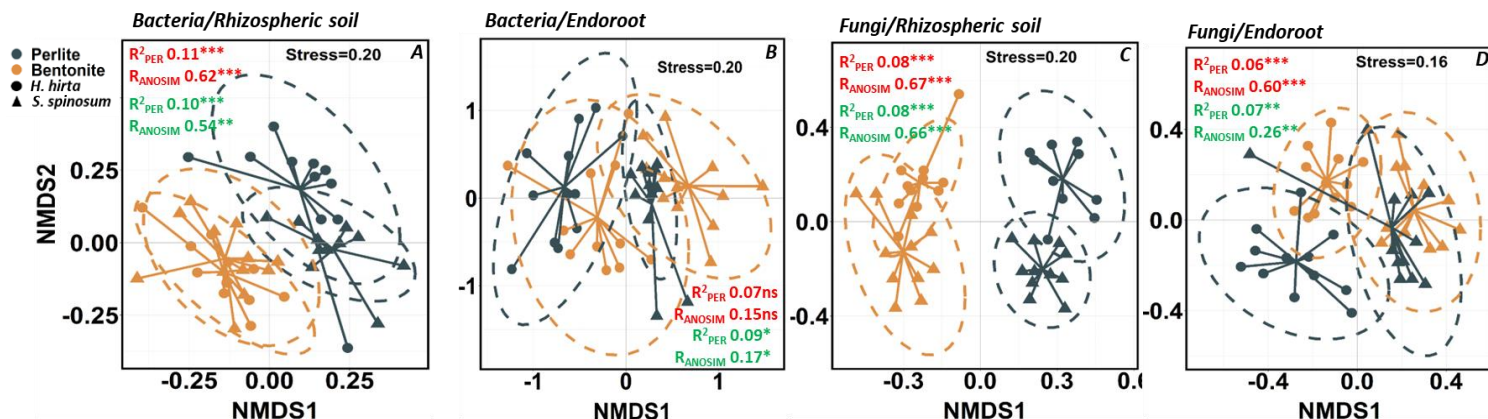 Bacteria/Rhizospheric soil
Bacteria/Endoroot
Fungi/Rhizospheric soil
Fungi/Endoroot
Perlite
Bentonite
H. hirta
S. spinosum
R²PER 0.11***
RANOSIM 0.62***
R²PER 0.10***
RANOSIM 0.54**
Stress=0.20
A
0.25
0.00
-0.25
NMDS2
-0.25 0.00 0.25
NMDS1
B
Stress=0.20
1
0
-1
R²PER 0.07ns
RANOSIM 0.15ns
R²PER 0.09*
RANOSIM 0.17*
-1 0 1
NMDS1
R²PER 0.08***
RANOSIM 0.67***
R²PER 0.08***
RANOSIM 0.66***
Stress=0.20
C
0.4
0.0
-0.4
-0.3 0.0 0.3 0.6
NMDS1
R²PER 0.06***
RANOSIM 0.60***
R²PER 0.07**
RANOSIM 0.26**
Stress=0.16
D
0.4
0.0
-0.4
-0.4 0.0 0.4
NMDS1